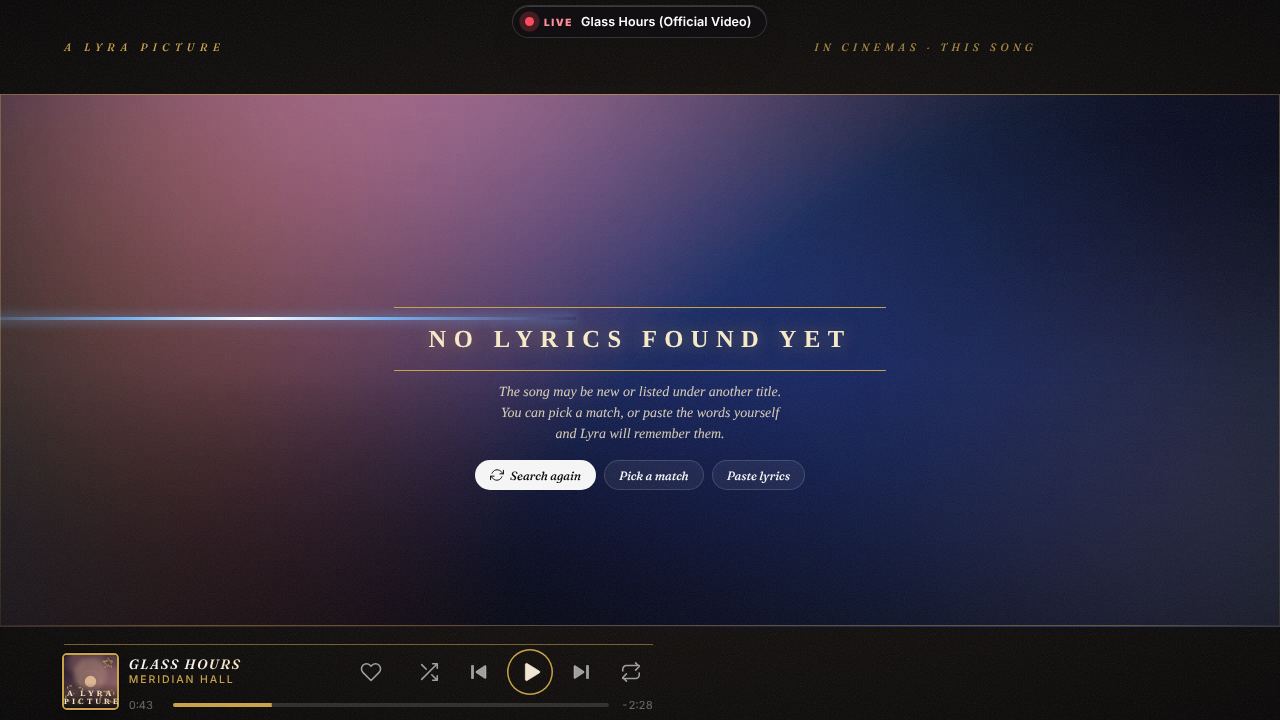 LIVE Glass Hours (Official Video)
A LYRA PICTURE
IN CINEMAS · THIS SONG
NO LYRICS FOUND YET
The song may be new or listed under another title.
You can pick a match, or paste the words yourself
and Lyra will remember them.
Search again
Pick a match
Paste lyrics
A LYRA
PICTURE
GLASS HOURS
MERIDIAN HALL
0:43
-2:28